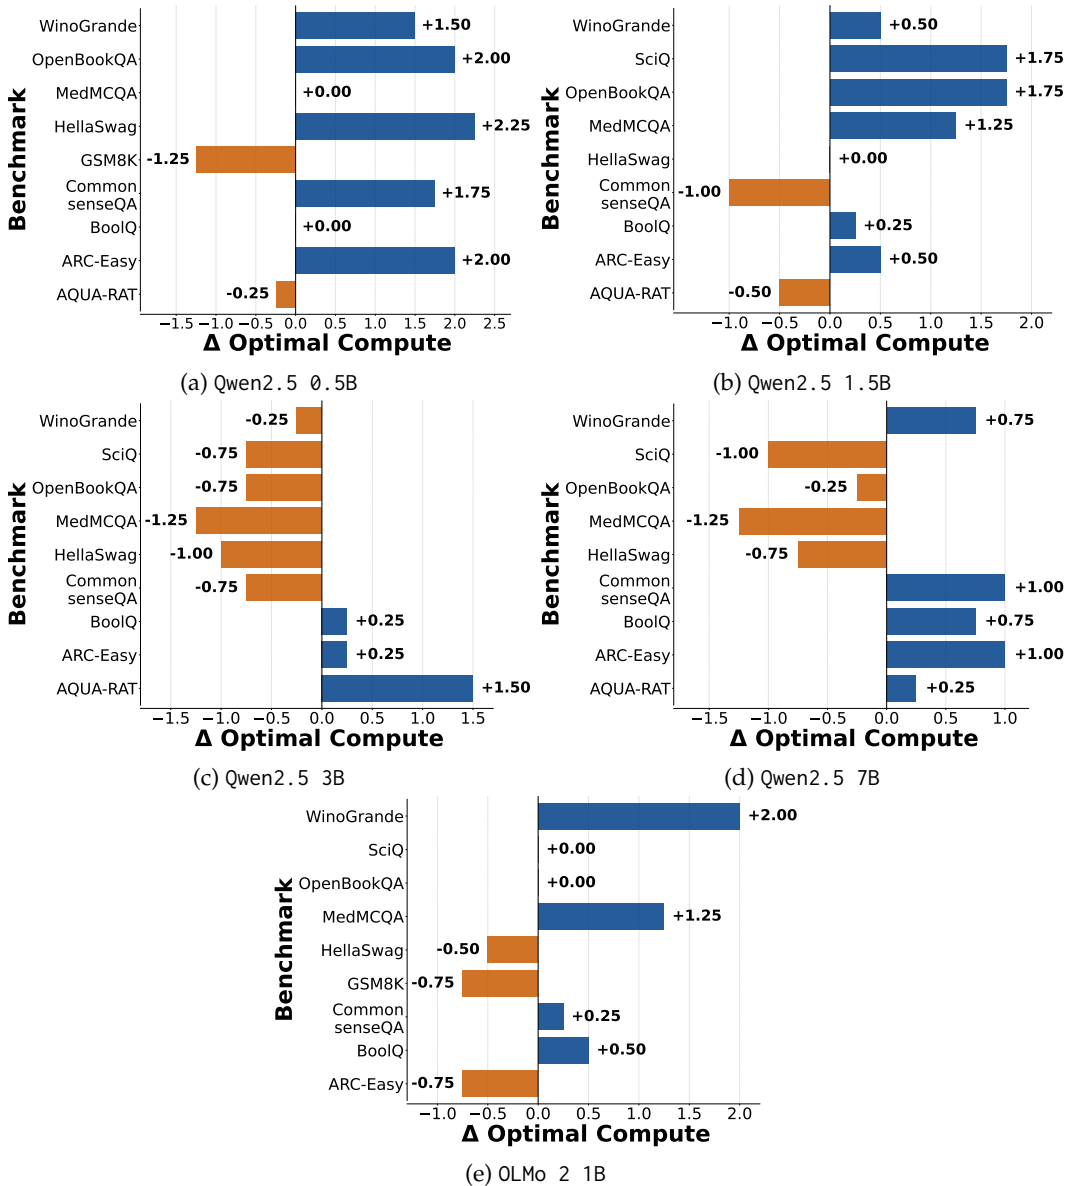 Benchmark
WinoGrande
+1.50
OpenBookQA
+2.00
MedMCQA
+0.00
HellaSwag
+2.25
GSM8K
-1.25
Common
senseQA
+1.75
BoolQ
+0.00
ARC-Easy
+2.00
AQUA-RAT
-0.25
−1.5 −1.0 −0.5 0.0 0.5 1.0 1.5 2.0 2.5
Δ Optimal Compute
(a) Qwen2.5 0.5B
Benchmark
WinoGrande
+0.50
SciQ
+1.75
OpenBookQA
+1.75
MedMCQA
+1.25
HellaSwag
+0.00
Common
senseQA
-1.00
BoolQ
+0.25
ARC-Easy
+0.50
AQUA-RAT
-0.50
−1.0 −0.5 0.0 0.5 1.0 1.5 2.0
Δ Optimal Compute
(b) Qwen2.5 1.5B
Benchmark
WinoGrande
-0.25
SciQ
-0.75
OpenBookQA
-0.75
MedMCQA
-1.25
HellaSwag
-1.00
Common
senseQA
-0.75
BoolQ
+0.25
ARC-Easy
+0.25
AQUA-RAT
+1.50
−1.5 −1.0 −0.5 0.0 0.5 1.0 1.5
Δ Optimal Compute
(c) Qwen2.5 3B
Benchmark
WinoGrande
+0.75
SciQ
-1.00
OpenBookQA
-0.25
MedMCQA
-1.25
HellaSwag
-0.75
Common
senseQA
+1.00
BoolQ
+0.75
ARC-Easy
+1.00
AQUA-RAT
+0.25
−1.5 −1.0 −0.5 0.0 0.5 1.0
Δ Optimal Compute
(d) Qwen2.5 7B
Benchmark
WinoGrande
+2.00
SciQ
+0.00
OpenBookQA
+0.00
MedMCQA
+1.25
HellaSwag
-0.50
GSM8K
-0.75
Common
senseQA
+0.25
BoolQ
+0.50
ARC-Easy
-0.75
−1.0 −0.5 0.0 0.5 1.0 1.5 2.0
Δ Optimal Compute
(e) OLMo 2 1B